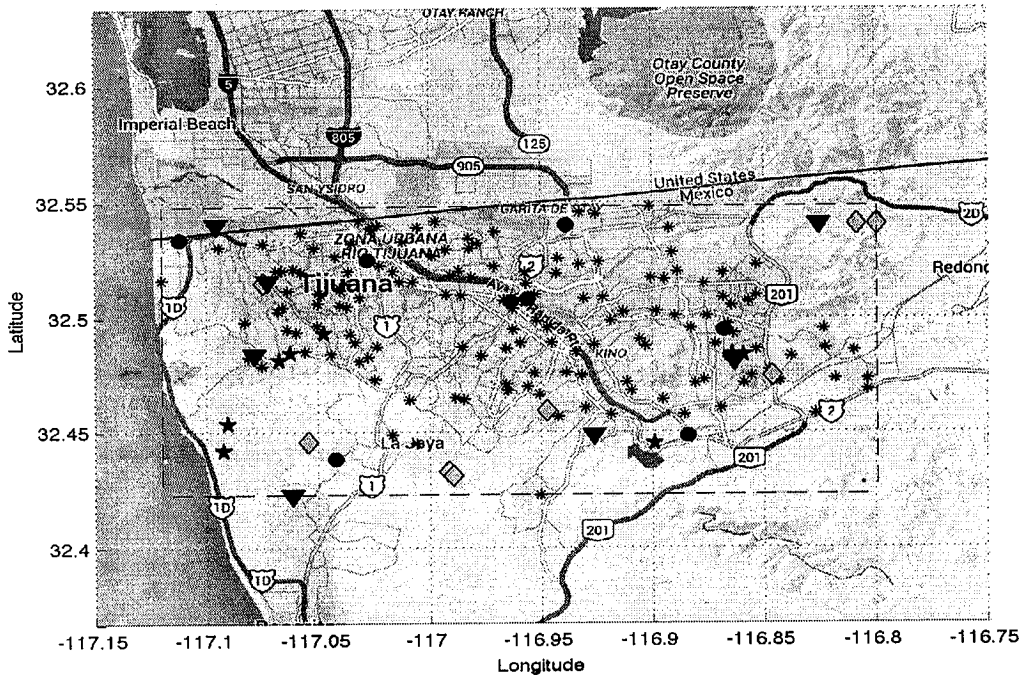 OTAY RANCH
Otay County
Open Space
Preserve
32.6
5
Imperial Beach
805
125
905
SAN YSIDRO
United States
Mexico
32.55
GARITA DE OTAY
2D
ZONA URBANA
RIO TIJUANA
2
Redond
Tijuana
201
1D
32.5
1
KINO
Latitude
2
32.45
La Joya
201
1
1D
201
32.4
1D
-117.15
-117.1
-117.05
-117
-116.95
-116.9
-116.85
-116.8
-116.75
Longitude